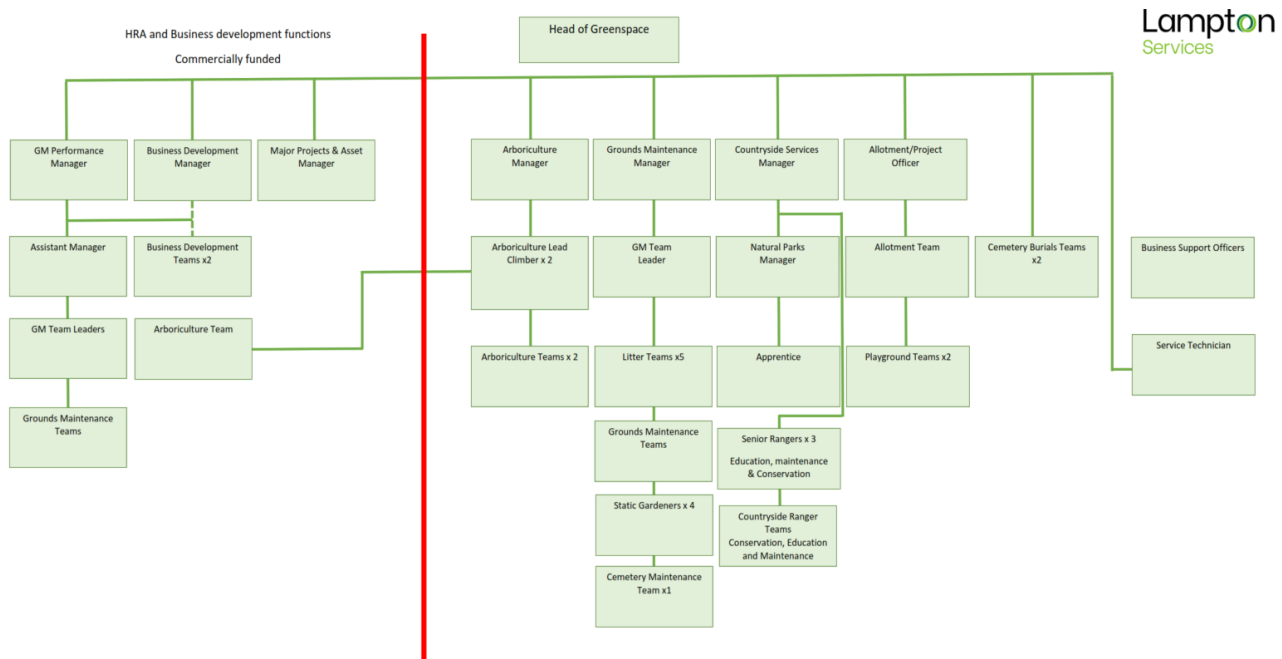 HRA and Business development functions
Commercially funded
Head of Greenspace
Lampton
Services
GM Performance
Manager
Business Development
Manager
Major Projects & Asset
Manager
Arboriculture
Manager
Grounds Maintenance
Manager
Countryside Services
Manager
Allotment/Project
Officer
Assistant Manager
Business Development
Teams x2
Arboriculture Lead
Climber x 2
GM Team
Leader
Natural Parks
Manager
Allotment Team
Cemetery Burials Teams
x2
Business Support Officers
GM Team Leaders
Arboriculture Team
Arboriculture Teams x 2
Litter Teams x5
Apprentice
Playground Teams x2
Service Technician
Grounds Maintenance
Teams
Grounds Maintenance
Teams
Senior Rangers x 3
Education, maintenance
& Conservation
Static Gardeners x 4
Countryside Ranger
Teams
Conservation, Education
and Maintenance
Cemetery Maintenance
Team x1